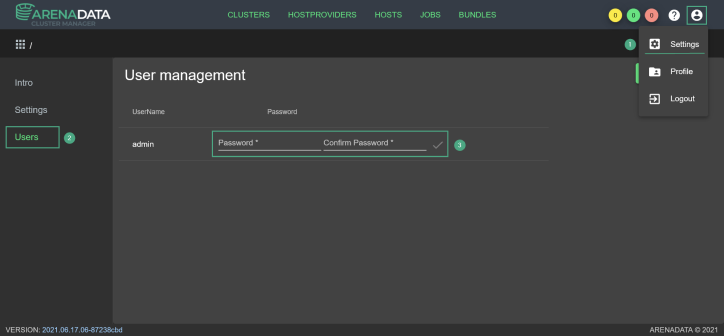 ARENADATA
CLUSTER MANAGER
CLUSTERS HOSTPROVIDERS HOSTS JOBS BUNDLES
0 0 0 ?
/
1 Settings
Profile
Logout
Intro
Settings
Users 2
User management
UserName Password
admin Password * Confirm Password * 3
VERSION: 2021.06.17.06-87238cbd ARENADATA © 2021